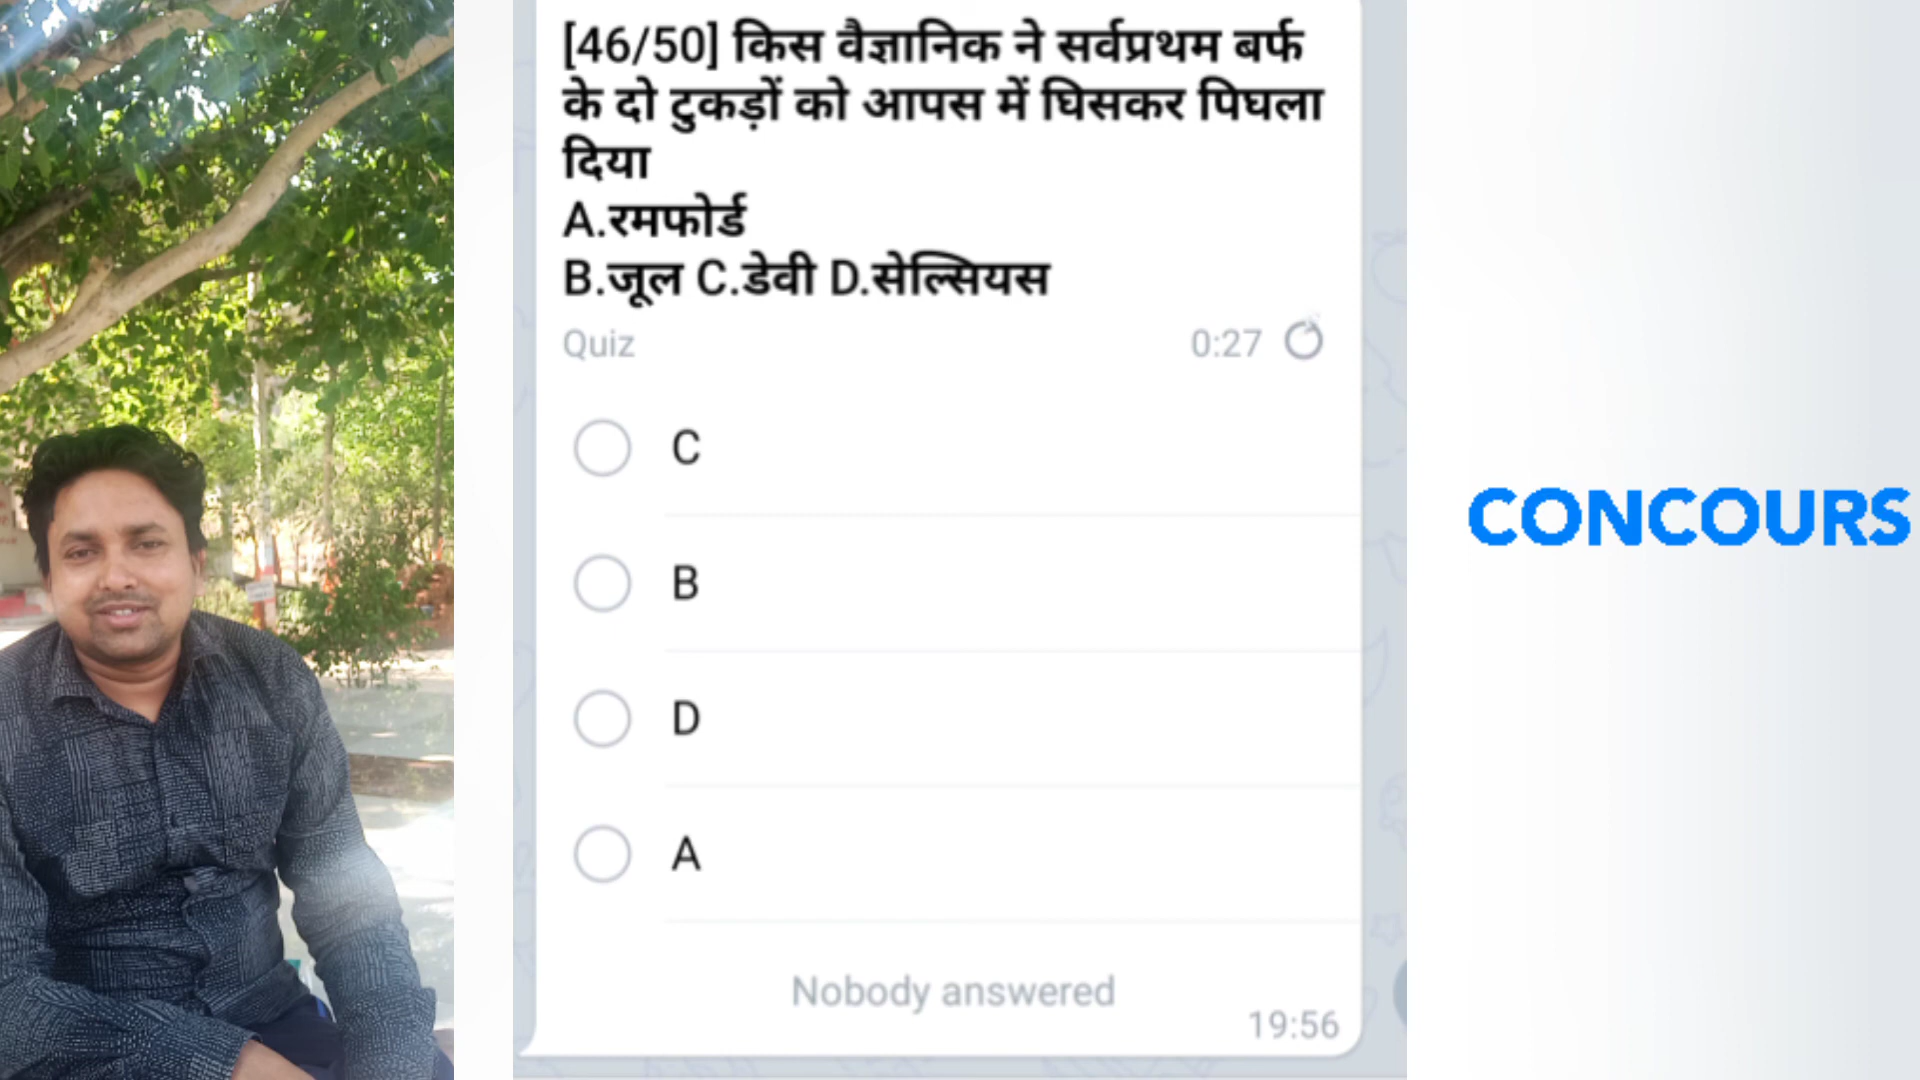 [46/50] किस वैज्ञानिक ने सर्वप्रथम बर्फ
के दो टुकड़ों को आपस में घिसकर पिघला
दिया
A.रमफोर्ड
B.जूल C.डेवी D.सेल्सियस
Quiz 0:27
C
B
D
A
Nobody answered
19:56
CONCOURS